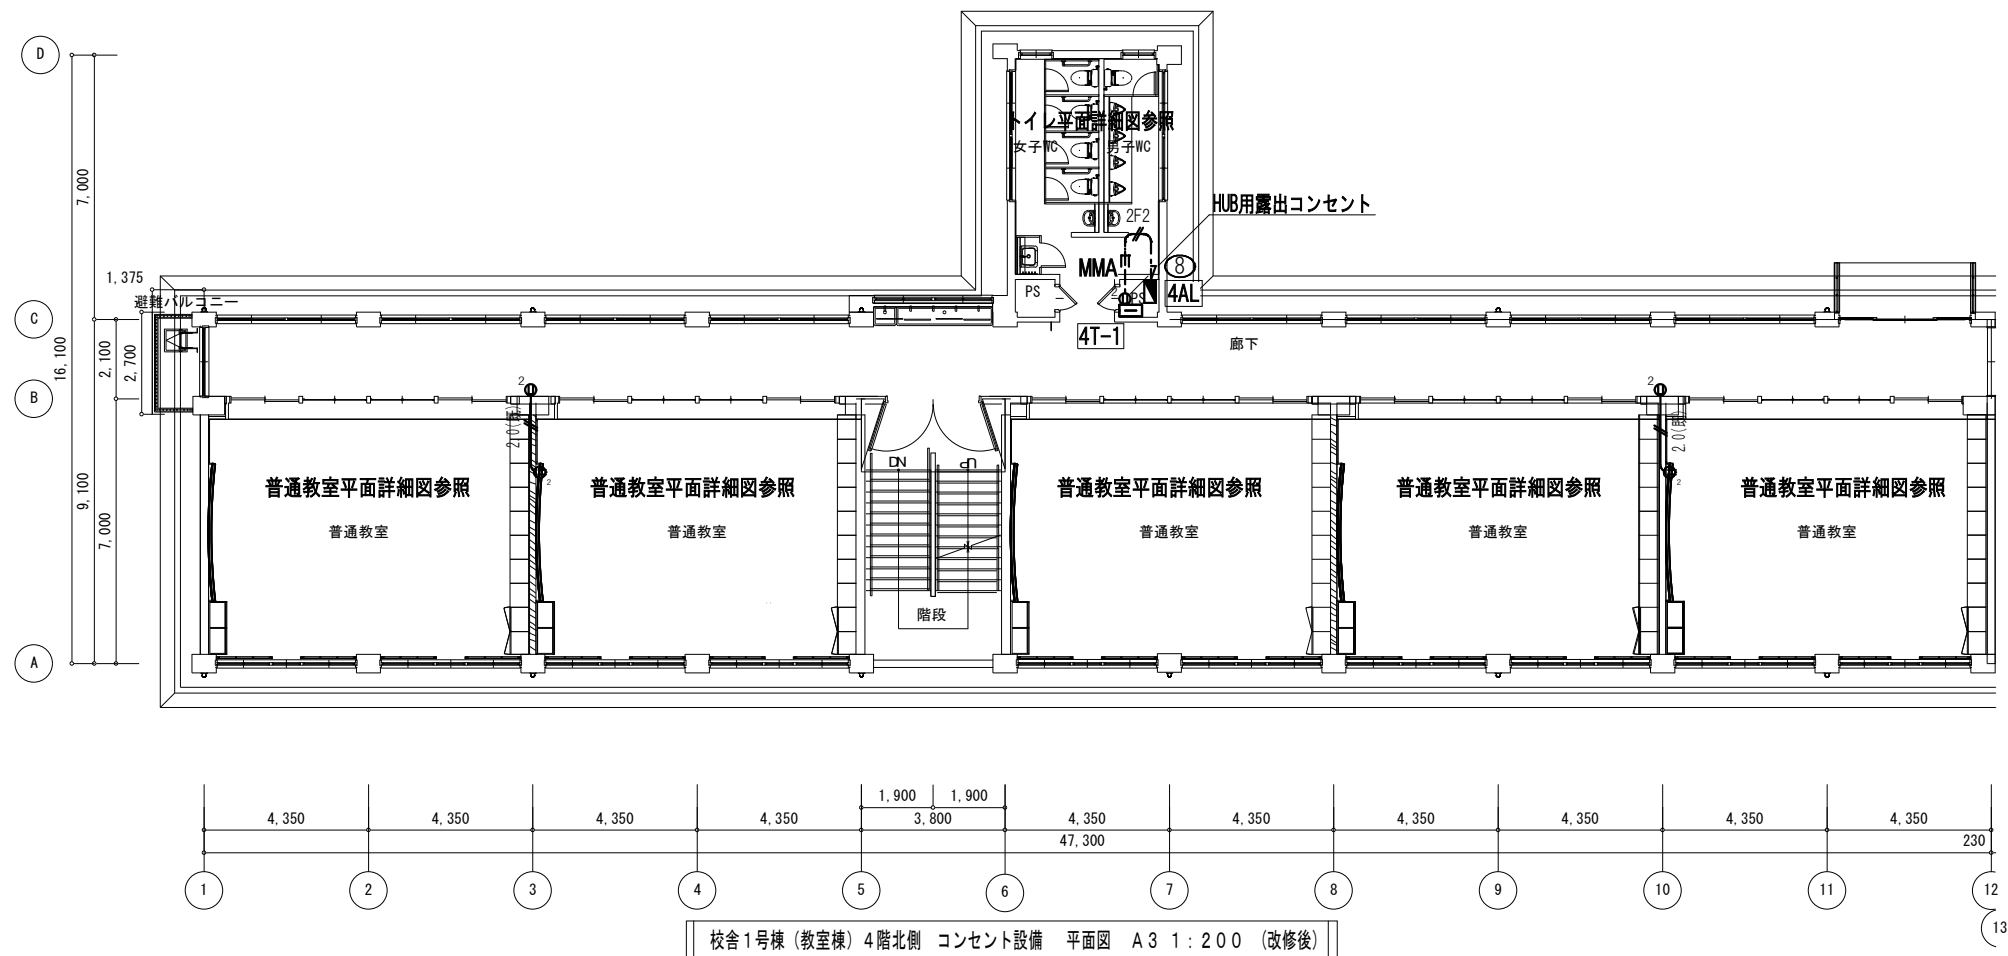 D
7,000
トイレ平面詳細図参照
女子WC
男子WC
HUB用露出コンセント
2F2
MMA
8
4AL
PS
2
PS
4T-1
1,375
避難バルコニー
C
16,100
2,100
2,700
廊下
B
2
2
2.0(
2.0(
DN
UP
9,100
7,000
普通教室平面詳細図参照
普通教室平面詳細図参照
普通教室平面詳細図参照
普通教室平面詳細図参照
普通教室平面詳細図参照
2
2
普通教室
普通教室
普通教室
普通教室
普通教室
階段
A
1,900
1,900
4,350
4,350
4,350
4,350
3,800
4,350
4,350
4,350
4,350
4,350
4,350
47,300
230
1
2
3
4
5
6
7
8
9
10
11
12
13
校舎1号棟(教室棟)4階北側 コンセント設備 平面図 A3 1:200 (改修後)